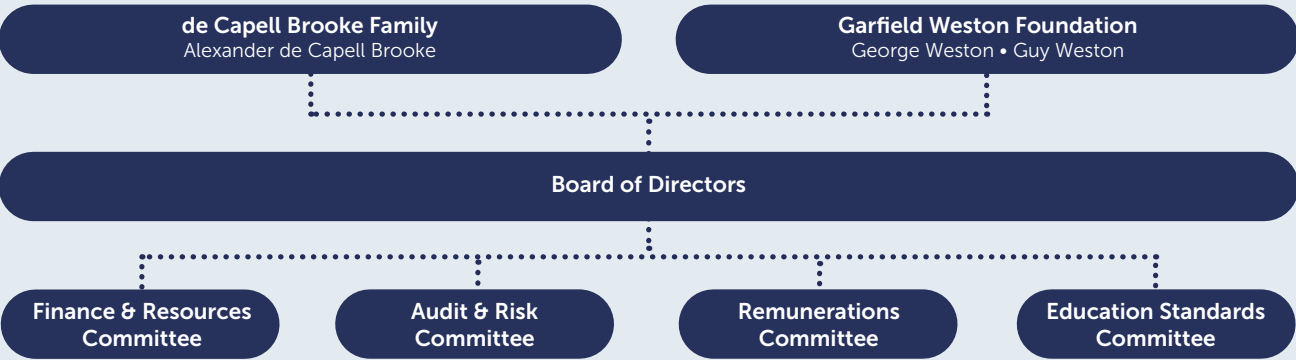 de Capell Brooke Family
Alexander de Capell Brooke
Garfield Weston Foundation
George Weston • Guy Weston
Board of Directors
Finance & Resources
Committee
Audit & Risk
Committee
Remunerations
Committee
Education Standards
Committee